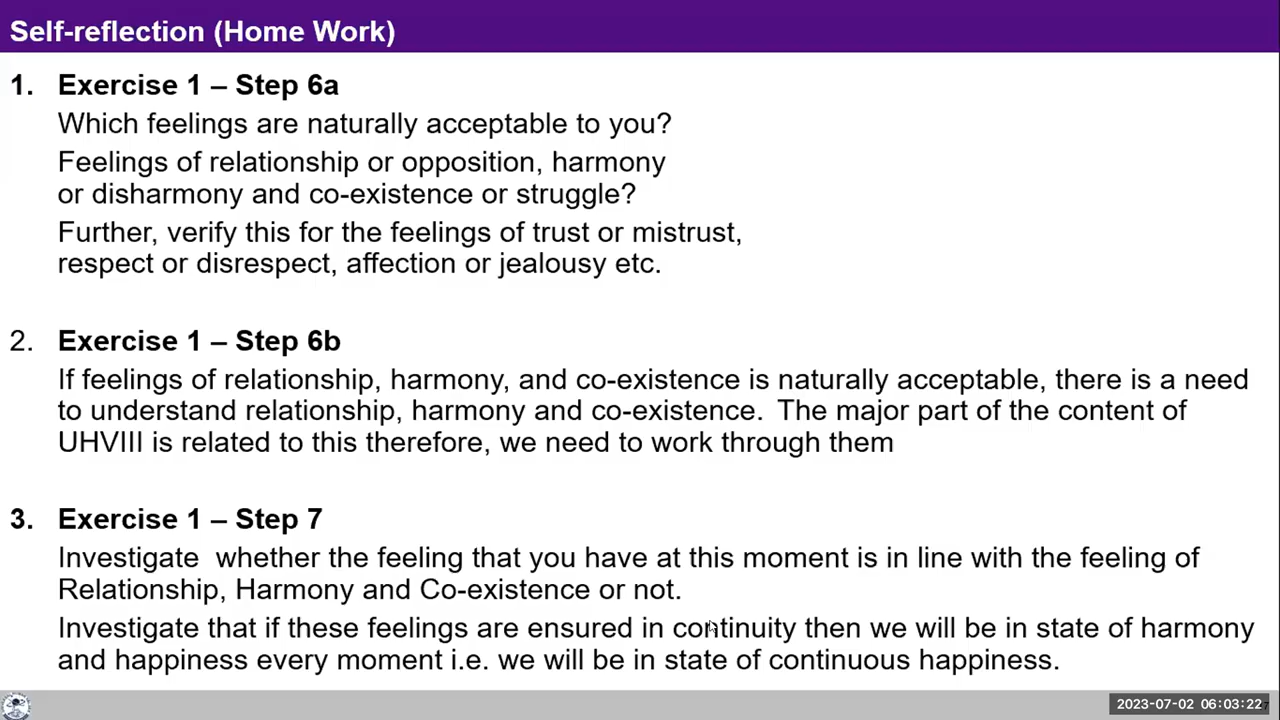 Self-reflection (Home Work)
1. Exercise 1 – Step 6a
Which feelings are naturally acceptable to you?
Feelings of relationship or opposition, harmony
or disharmony and co-existence or struggle?
Further, verify this for the feelings of trust or mistrust,
respect or disrespect, affection or jealousy etc.
2. Exercise 1 – Step 6b
If feelings of relationship, harmony, and co-existence is naturally acceptable, there is a need
to understand relationship, harmony and co-existence.  The major part of the content of
UHVIII is related to this therefore, we need to work through them
3. Exercise 1 – Step 7
Investigate  whether the feeling that you have at this moment is in line with the feeling of
Relationship, Harmony and Co-existence or not.
Investigate that if these feelings are ensured in continuity then we will be in state of harmony
and happiness every moment i.e. we will be in state of continuous happiness.
2023-07-02 06:03:22